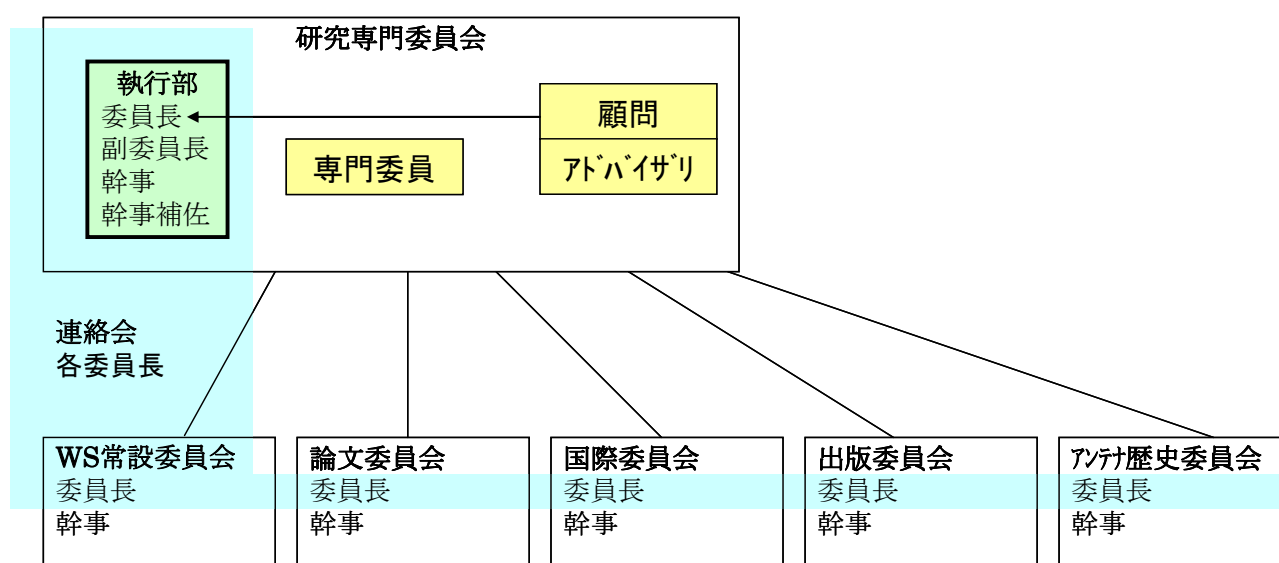 研究専門委員会
執行部
委員長
副委員長
幹事
幹事補佐
専門委員
顧問
ｱﾄﾞﾊﾞｲｻﾞﾘ
連絡会
各委員長
WS常設委員会
委員長
幹事
論文委員会
委員長
幹事
国際委員会
委員長
幹事
出版委員会
委員長
幹事
ｱﾝﾃﾅ歴史委員会
委員長
幹事